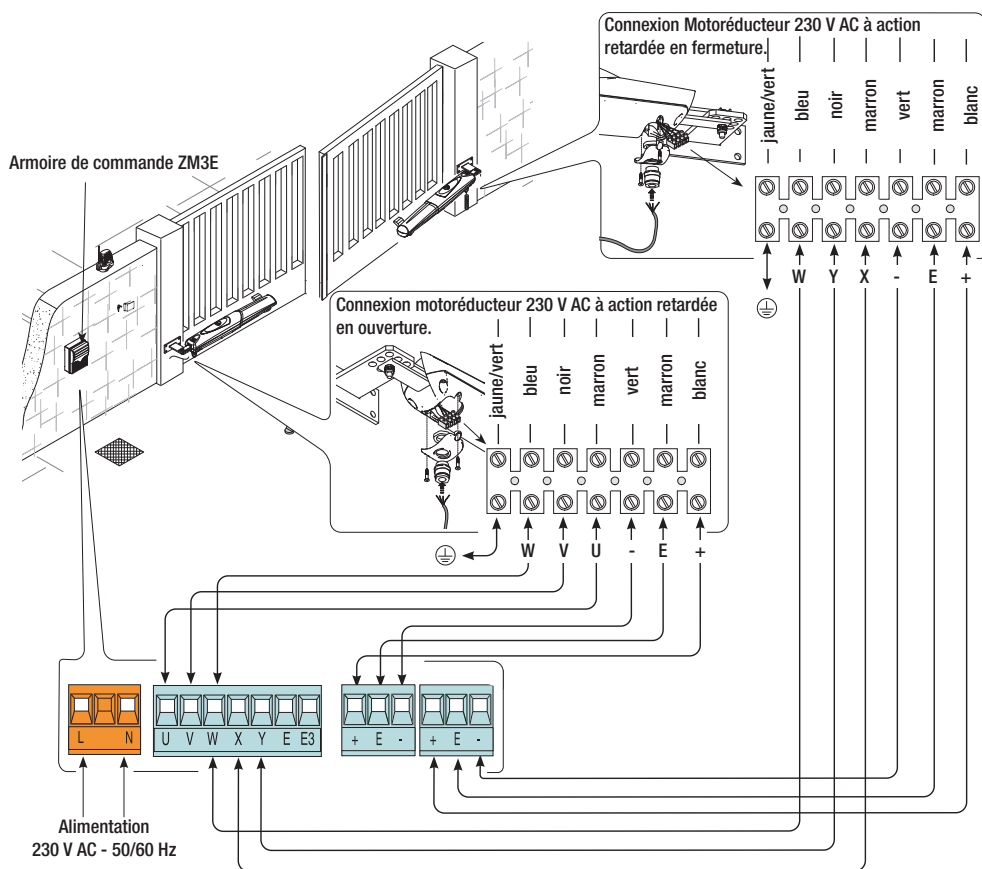 Connexion Motoréducteur 230 V AC à action
retardée en fermeture.
jaune/vert
bleu
noir
marron
vert
marron
blanc
Armoire de commande ZM3E
W Y X - E +
Connexion motoréducteur 230 V AC à action retardée
en ouverture.
jaune/vert
bleu
noir
marron
vert
marron
blanc
W V U - E +
L N
U V W X Y E E3
+ E -
+ E -
Alimentation
230 V AC - 50/60 Hz